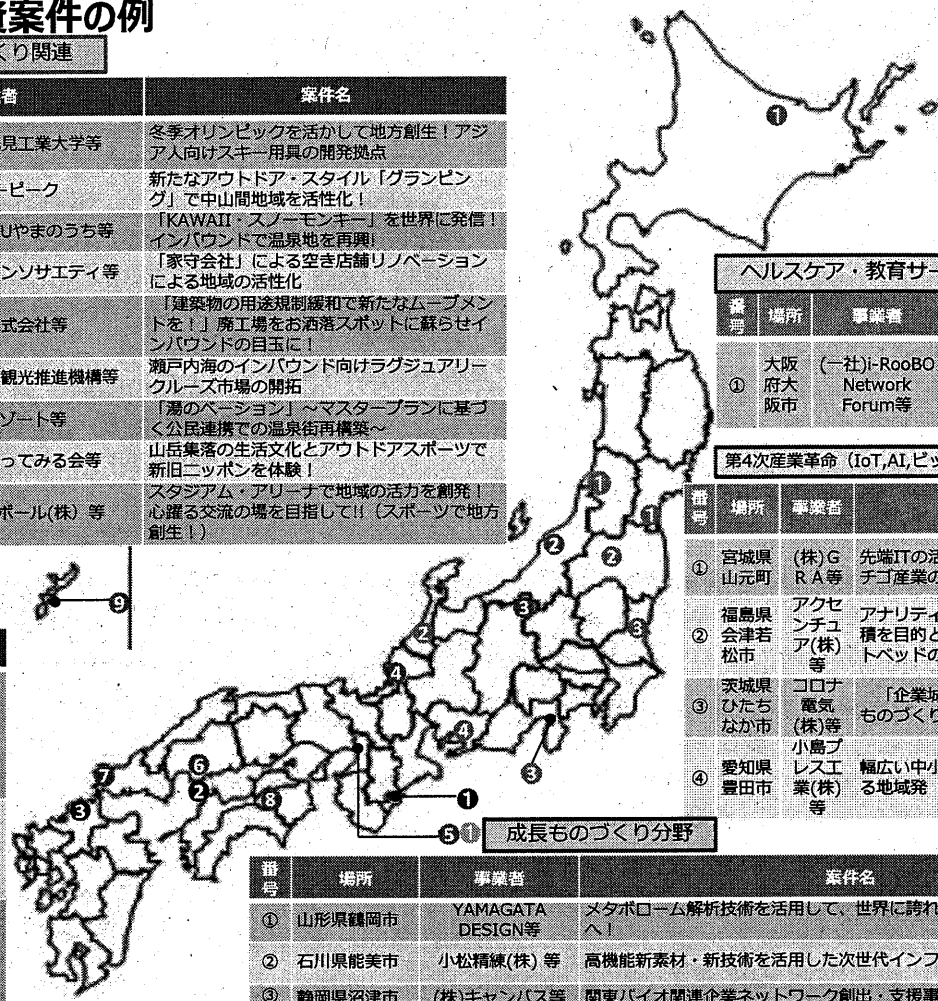 資案件の例
くり関連
者
案件名
見工業大学等
冬季オリンピックを活かして地方創生！アジ
ア人向けスキー用具の開発拠点
ーピーク
新たなアウトドア・スタイル「グランピン
グ」で中山間地域を活性化！
Uやまのうち等
「KAWAII・スノーモンキー」を世界に発信！
インバウンドで温泉地を再興!
ンソサエティ等
「家守会社」による空き店舗リノベーション
による地域の活性化
式会社等
「建築物の用途規制緩和で新たなムーブメン
トを！」廃工場をお洒落スポットに蘇らせイ
ンバウンドの目玉に！
観光推進機構等
瀬戸内海のインバウンド向けラグジュアリー
クルーズ市場の開拓
ゾート等
「湯のベーション」～マスタープランに基づ
く公民連携での温泉街再構築～
ってみる会等
山岳集落の生活文化とアウトドアスポーツで
新旧ニッポンを体験！
ボール(株）等
スタジアム・アリーナで地域の活力を創発！
心躍る交流の場を目指して!!（スポーツで地方
創生！）
①
ヘルスケア・教育サー
番
号
場所
事業者
①
大阪
府大
阪市
(一社)i-RooBO
Network
Forum等
第4次産業革命（IoT,AI,ビッ
番
号
場所
事業者
①
宮城県
山元町
(株)G
RA等
先端ITの活
チゴ産業の
②
福島県
会津若
松市
アクセ
ンチュ
ア(株)
等
アナリティ
積を目的と
トベッドの
③
茨城県
ひたち
なか市
コロナ
電気
(株)等
「企業城
ものづくり
④
愛知県
豊田市
小島プ
レス工
業(株)
等
幅広い中小
る地域発
①
①
②
②
③
③
②
④
④
③
⑥
⑦
②
③
⑧
①
⑤①
⑨
成長ものづくり分野
番
号
場所
事業者
案件名
①
山形県鶴岡市
YAMAGATA
DESIGN等
メタボローム解析技術を活用して、世界に誇れ
へ！
②
石川県能美市
小松精練(株) 等
高機能新素材・新技術を活用した次世代インフ
③
静岡県沼津市
(株)キャンパス等
関東バイオ関連企業ネットワーク創出・支援事